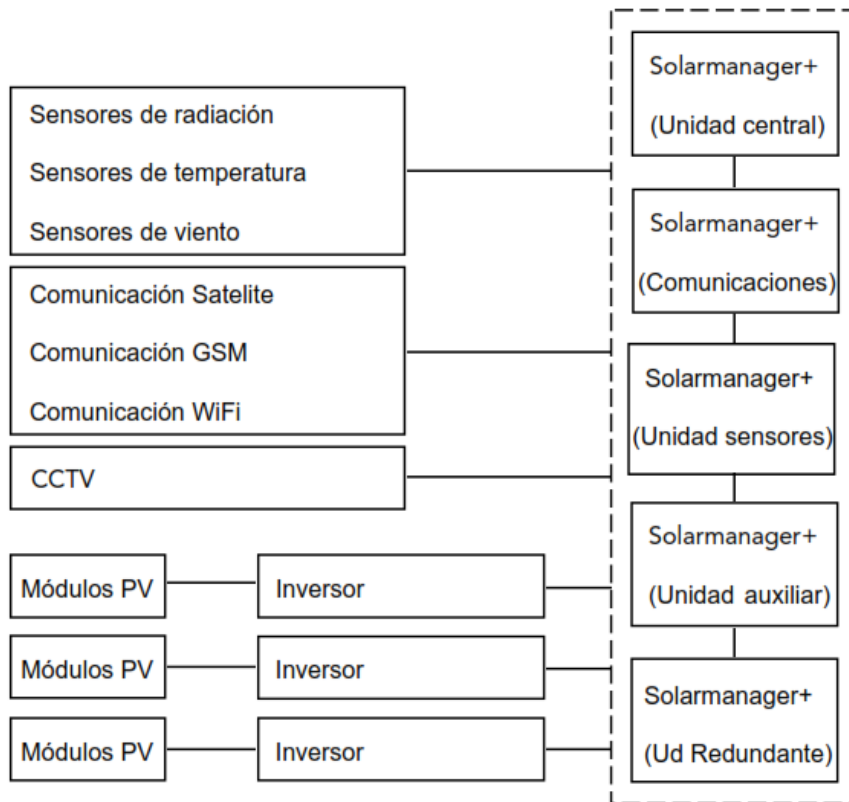 Sensores de radiación
Sensores de temperatura
Sensores de viento
Comunicación Satelite
Comunicación GSM
Comunicación WiFi
CCTV
Módulos PV
Inversor
Módulos PV
Inversor
Módulos PV
Inversor
Solarmanager+
(Unidad central)
Solarmanager+
(Comunicaciones)
Solarmanager+
(Unidad sensores)
Solarmanager+
(Unidad auxiliar)
Solarmanager+
(Ud Redundante)